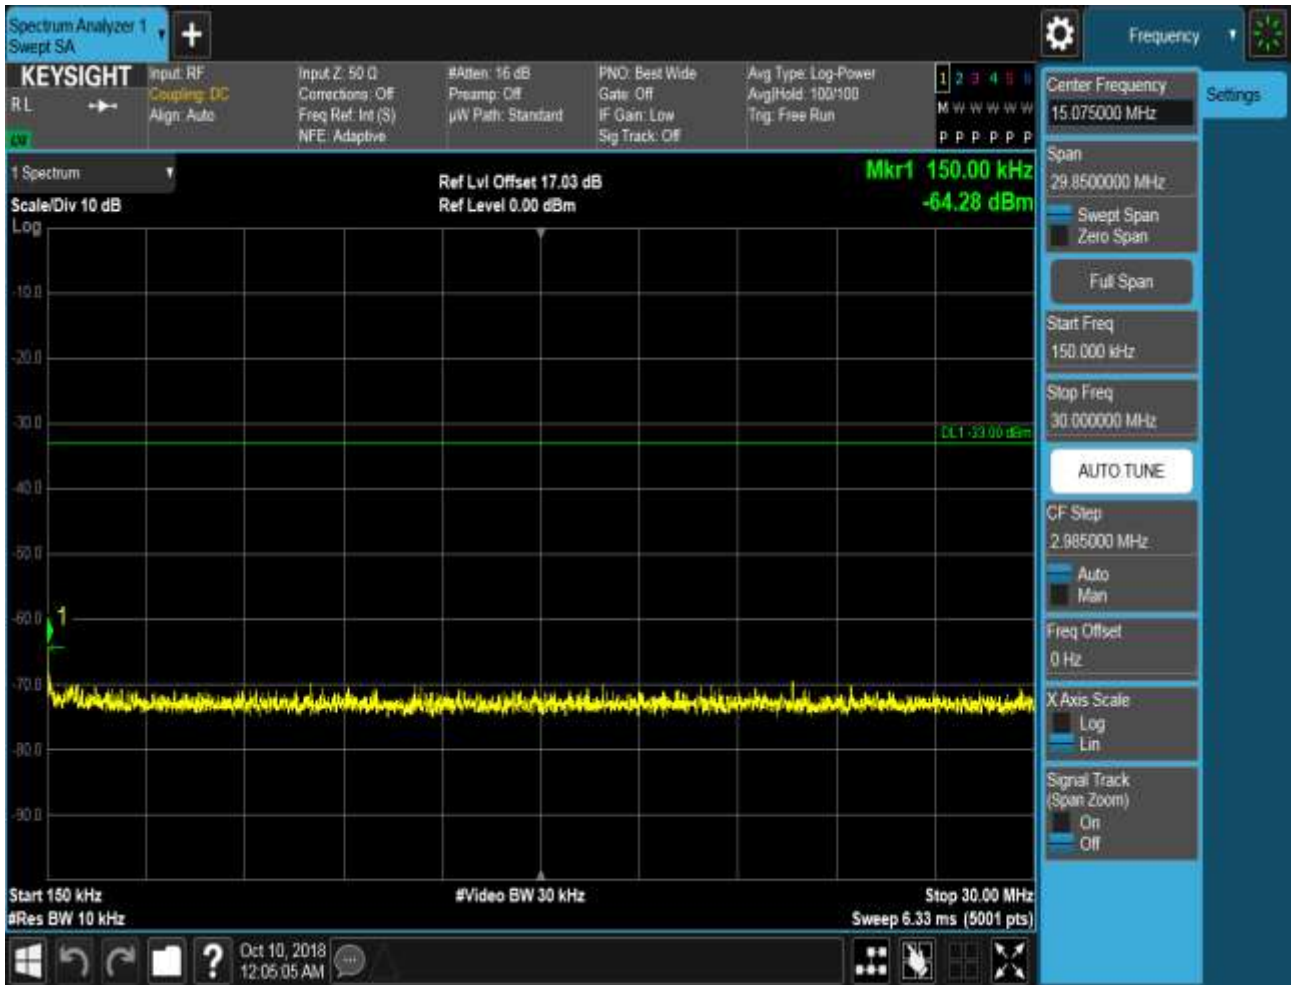 Spectrum Analyzer 1
Swept SA
+
Frequency
KEYSIGHT
RL
Input: RF
Coupling: DC
Align: Auto
Input Z: 50 Ω
Corrections: Off
Freq Ref: Int (S)
NFE: Adaptive
#Atten: 16 dB
Preamp: Off
µW Path: Standard
PNO: Best Wide
Gate: Off
IF Gain: Low
Sig Track: Off
Avg Type: Log-Power
Avg|Hold: 100/100
Trig: Free Run
1 2 3 4 5 6
M W W W W W
P P P P P P
Center Frequency
15.075000 MHz
Settings
Span
29.8500000 MHz
Swept Span
Zero Span
Full Span
Start Freq
150.000 kHz
Stop Freq
30.000000 MHz
AUTO TUNE
CF Step
2.985000 MHz
Auto
Man
Freq Offset
0 Hz
X Axis Scale
Log
Lin
Signal Track
(Span Zoom)
On
Off
1 Spectrum
Scale/Div 10 dB
Log
Ref Lvl Offset 17.03 dB
Ref Level 0.00 dBm
Mkr1 150.00 kHz
-64.28 dBm
-10.0
-20.0
-30.0
DL1 -33.00 dBm
-40.0
-50.0
-60.0
1
-70.0
-80.0
-90.0
Start 150 kHz
#Video BW 30 kHz
Stop 30.00 MHz
#Res BW 10 kHz
Sweep 6.33 ms (5001 pts)
?
Oct 10, 2018
12:05:05 AM